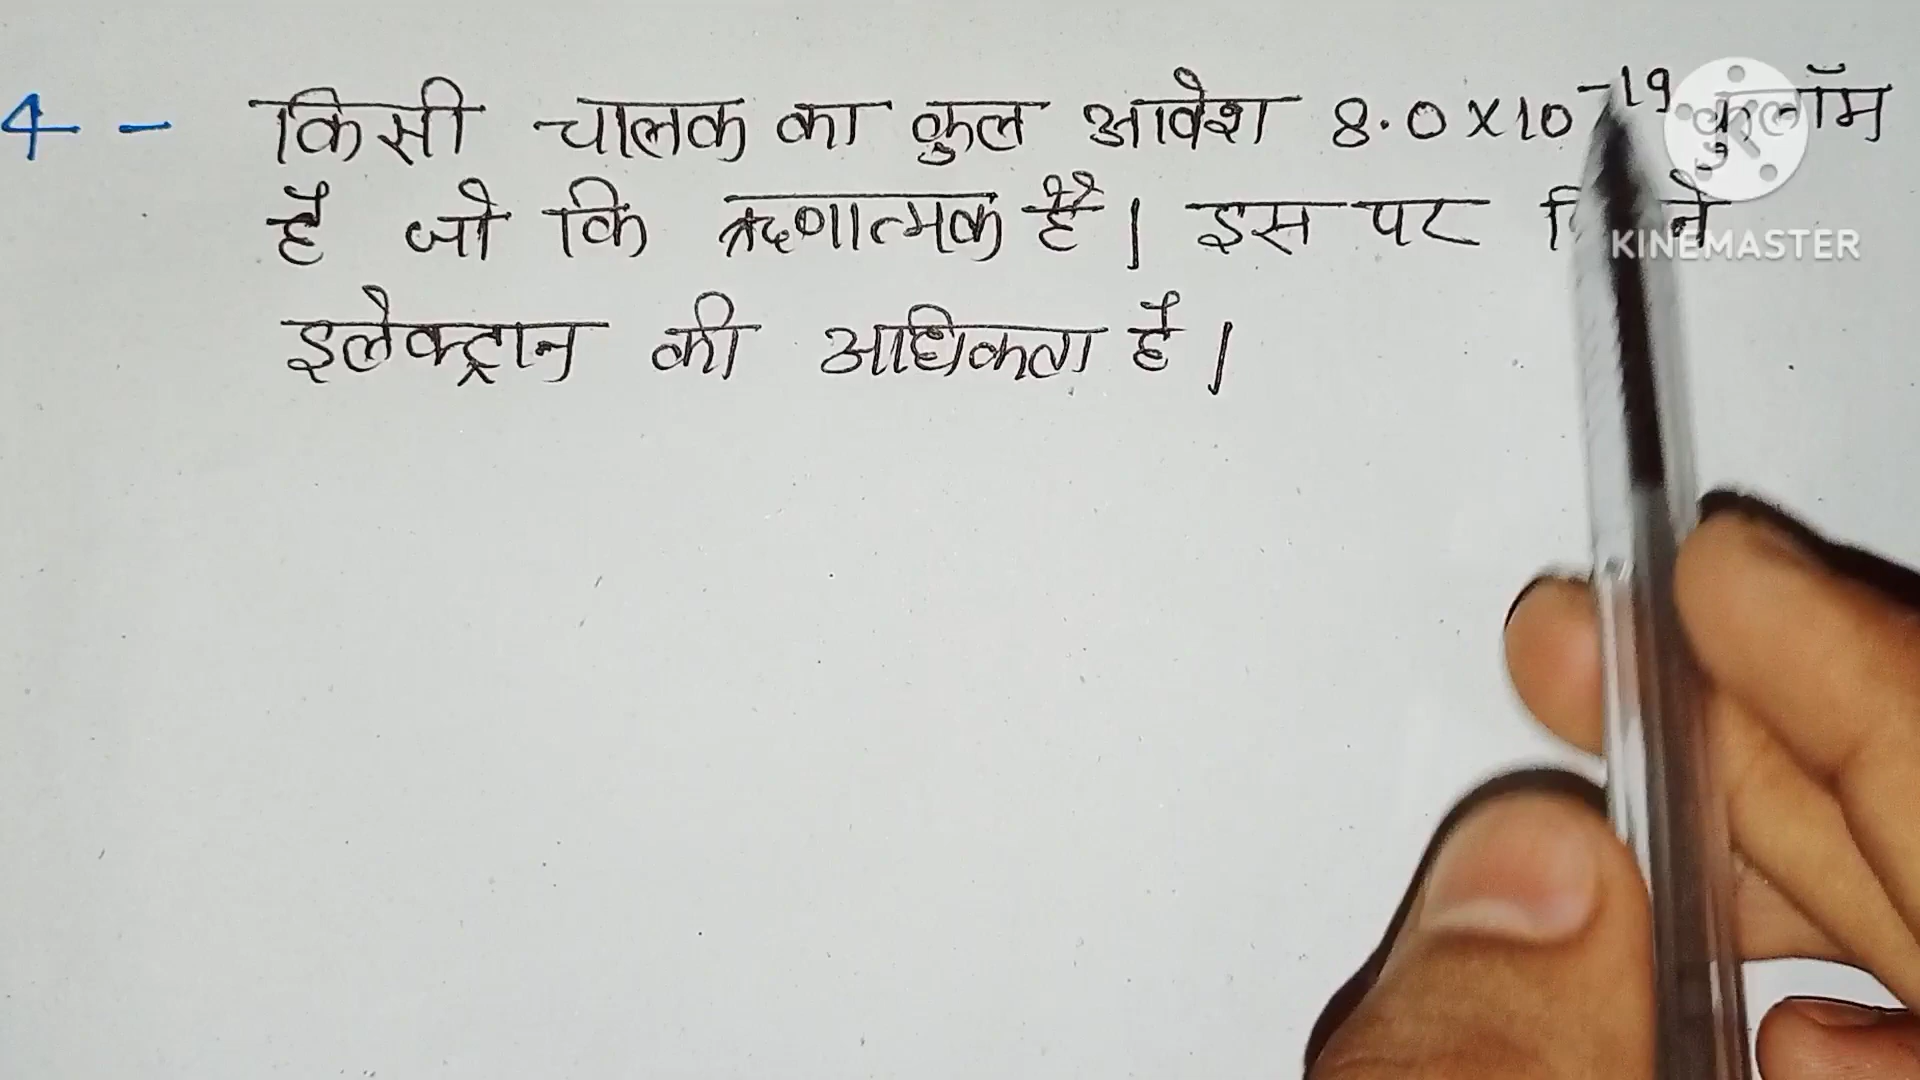 4 - किसी चालक का कुल आवेश 8.0 x 10^-19 कुलॉम
है जो कि ऋणात्मक है। इस पर
इलेक्ट्रान की अधिकता है।
KINEMASTER